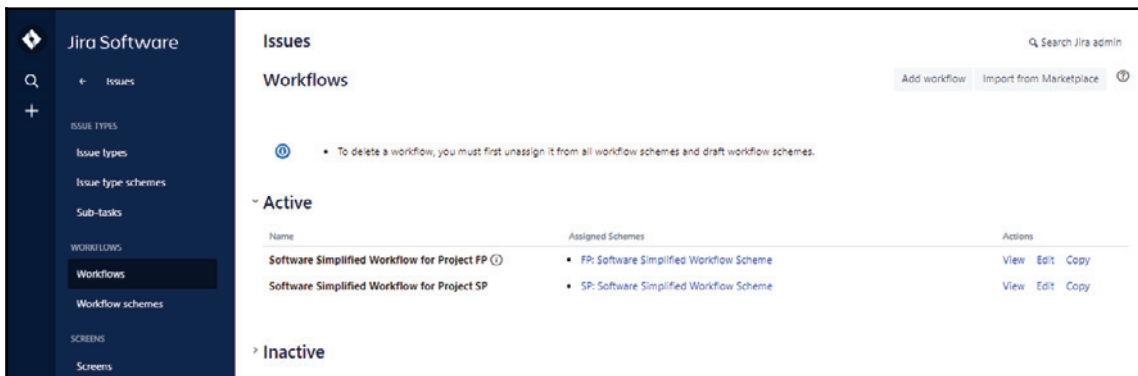 Jira Software
Issues
ISSUE TYPES
Issue types
Issue type schemes
Sub-tasks
WORKFLOWS
Workflows
Workflow schemes
SCREENS
Screens
Issues
Search Jira admin
Workflows
Add workflow Import from Marketplace
• To delete a workflow, you must first unassign it from all workflow schemes and draft workflow schemes.
Active
Name Assigned Schemes Actions
Software Simplified Workflow for Project FP • FP: Software Simplified Workflow Scheme View Edit Copy
Software Simplified Workflow for Project SP • SP: Software Simplified Workflow Scheme View Edit Copy
Inactive